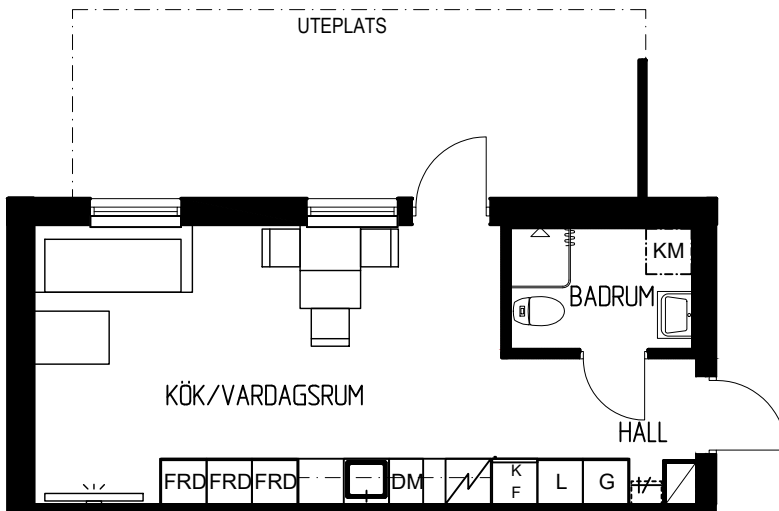 UTEPLATS
KM
BADRUM
KÖK/VARDAGSRUM
HALL
FRD FRD FRD DM K F L G